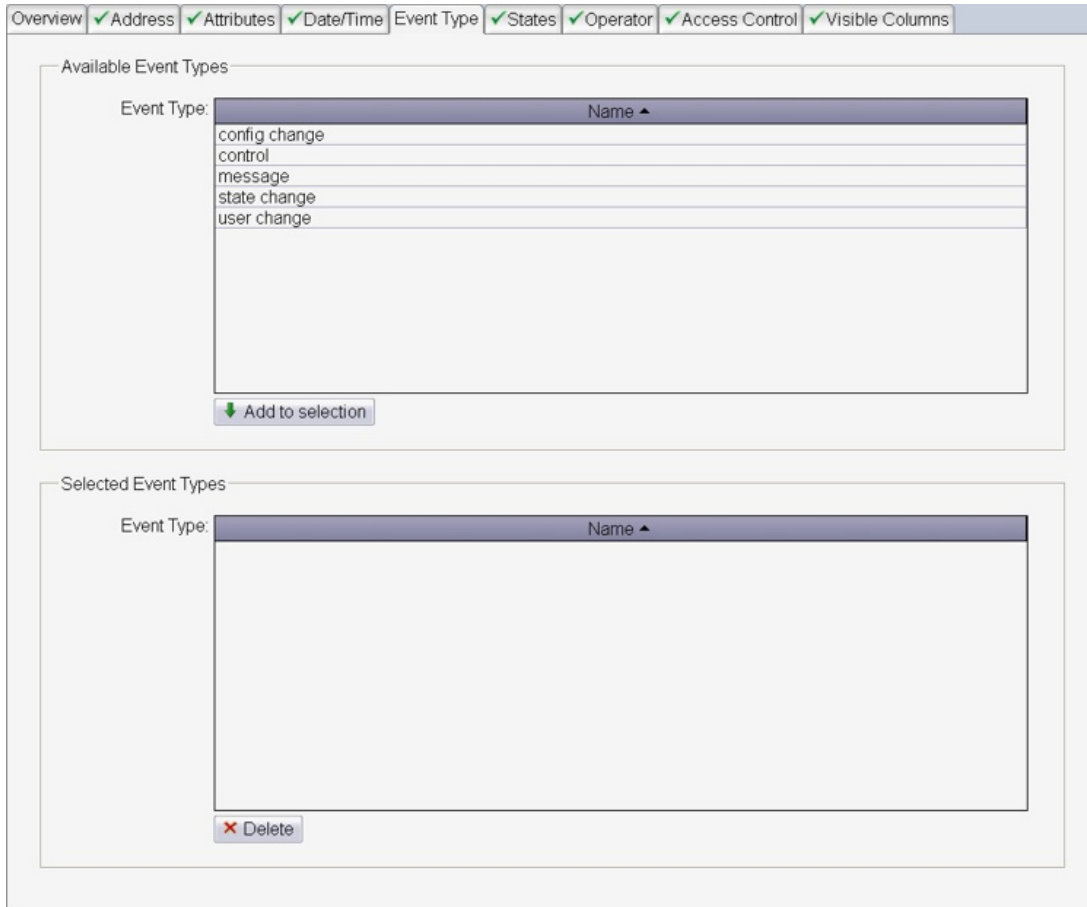 Overview Address Attributes Date/Time Event Type States Operator Access Control Visible Columns
Available Event Types
Event Type: Name
config change
control
message
state change
user change
Add to selection
Selected Event Types
Event Type: Name
Delete